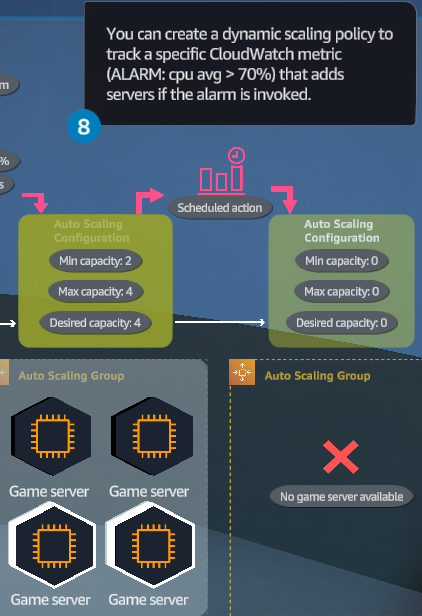 You can create a dynamic scaling policy to
track a specific CloudWatch metric
(ALARM: cpu avg > 70%) that adds
servers if the alarm is invoked.
8
Scheduled action
Auto Scaling
Configuration
Min capacity: 2
Max capacity: 4
Desired capacity: 4
Auto Scaling
Configuration
Min capacity: 0
Max capacity: 0
Desired capacity: 0
Auto Scaling Group
Game server
Game server
Game server
Game server
Auto Scaling Group
No game server available